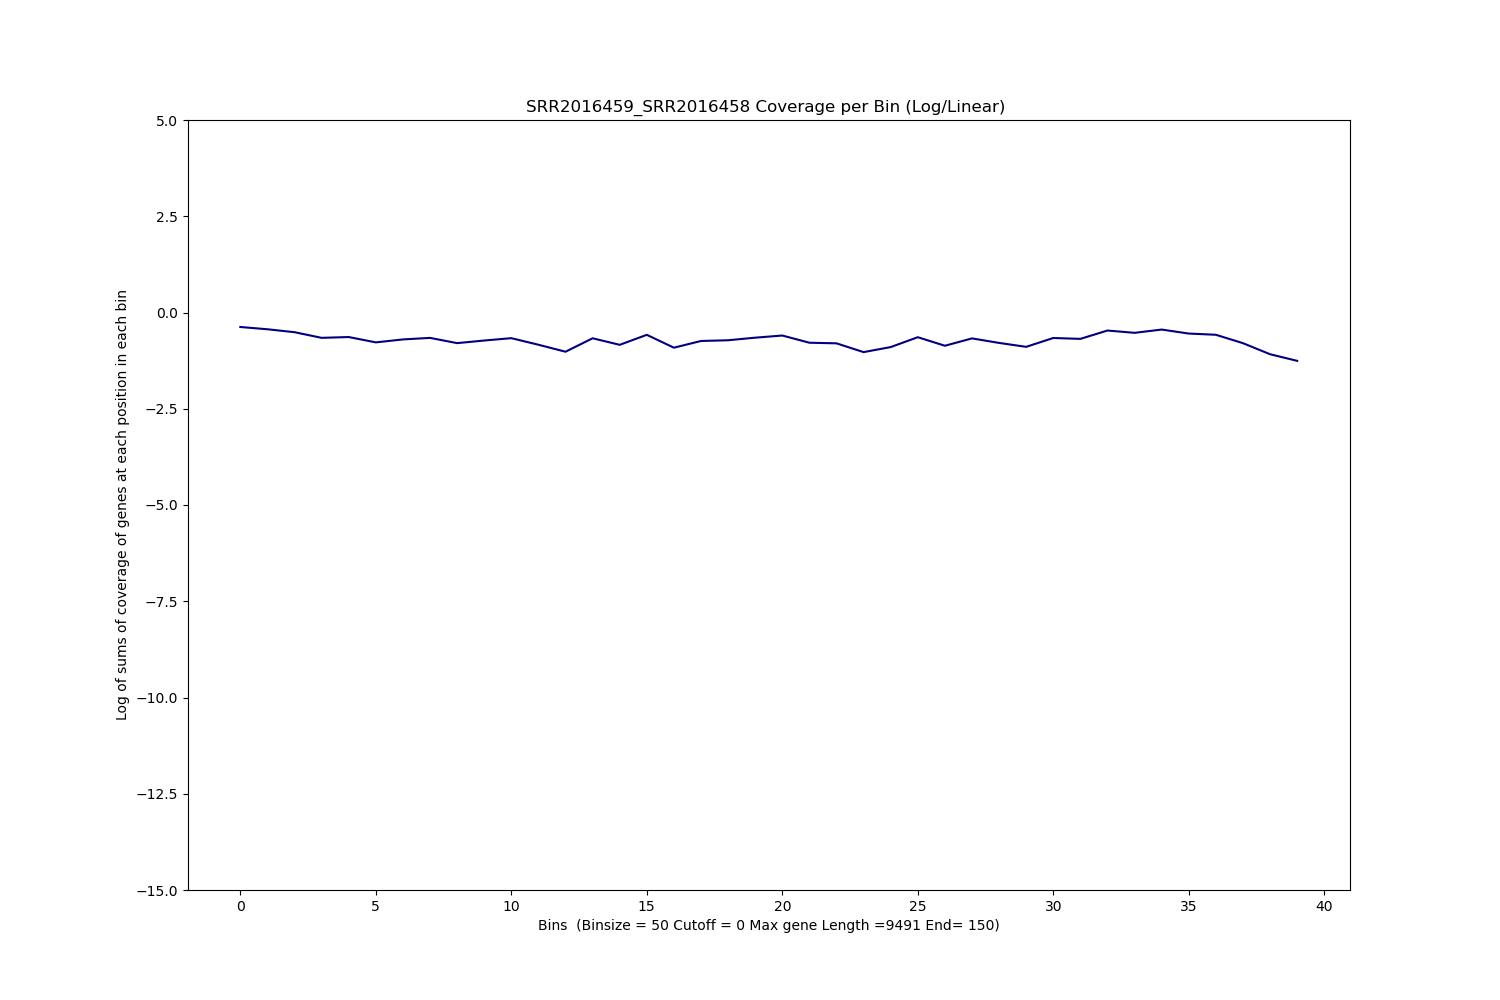 SRR2016459_SRR2016458 Coverage per Bin (Log/Linear)
Log of sums of coverage of genes at each position in each bin
5.0
2.5
0.0
−2.5
−5.0
−7.5
−10.0
−12.5
−15.0
0 5 10 15 20 25 30 35 40
Bins  (Binsize = 50 Cutoff = 0 Max gene Length =9491 End= 150)